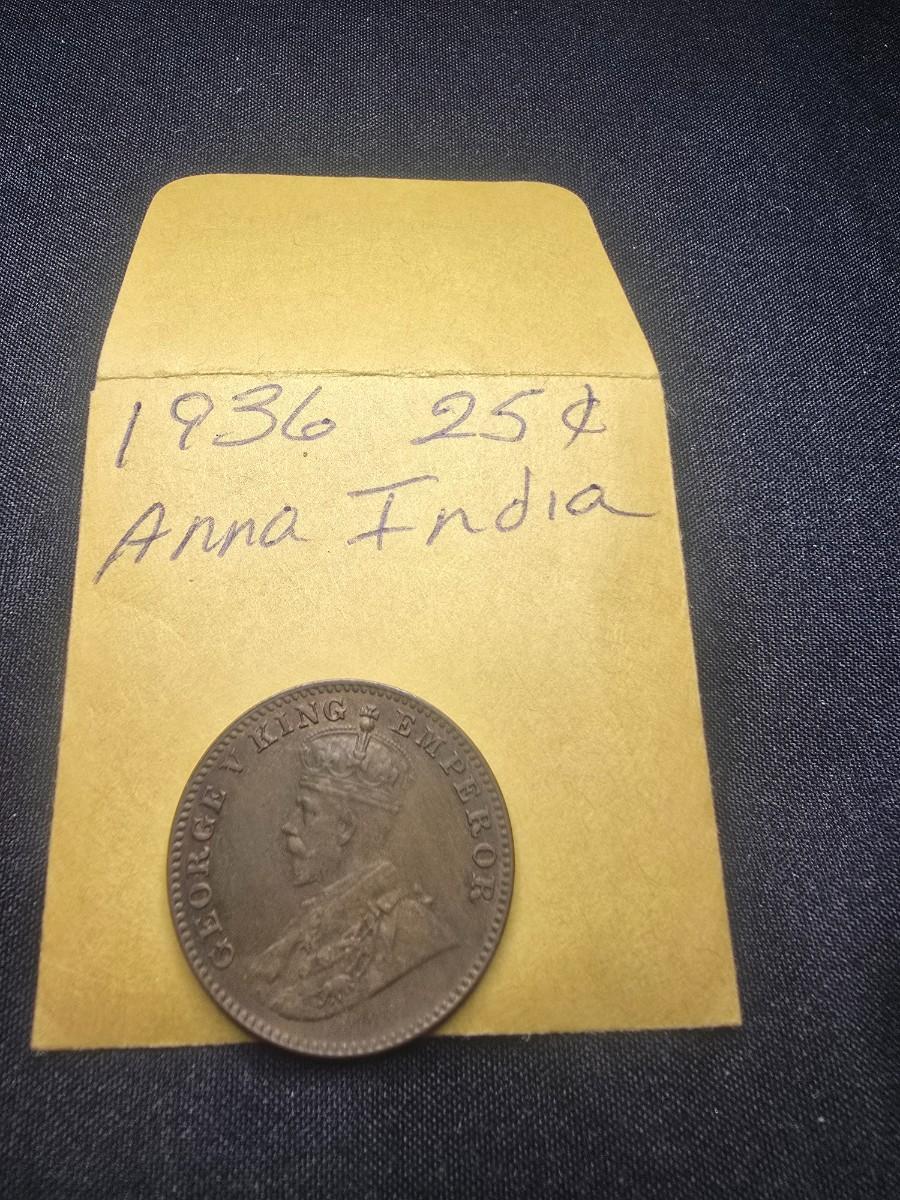 1936 25¢
Anna India
GEORGE V KING EMPEROR